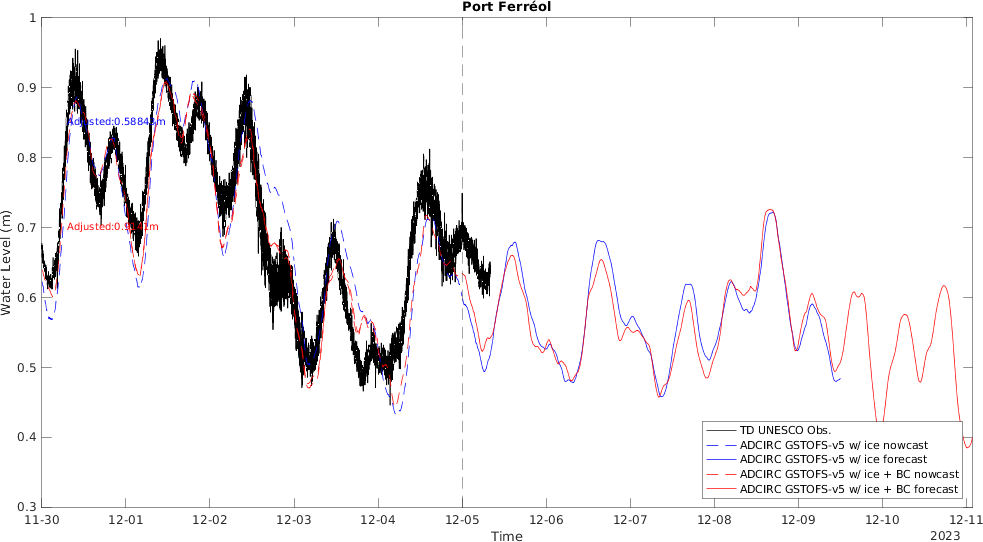 Port Ferréol
Water Level (m)
1
0.9
0.8
0.7
0.6
0.5
0.4
0.3
TD UNESCO Obs.
ADCIRC GSTOFS-v5 w/ ice nowcast
ADCIRC GSTOFS-v5 w/ ice forecast
ADCIRC GSTOFS-v5 w/ ice + BC nowcast
ADCIRC GSTOFS-v5 w/ ice + BC forecast
11-30 12-01 12-02 12-03 12-04 12-05 12-06 12-07 12-08 12-09 12-10 12-11
Time
2023